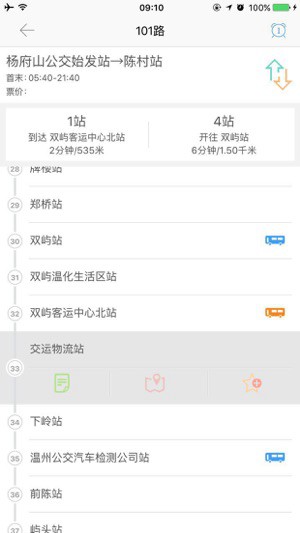 09:10
100%
101路
1
杨府山公交始发站→陈村站
首末: 05:40-21:40
票价:
1站
到达 双屿客运中心北站
2分钟/535米
4站
开往 双屿站
6分钟/1.50千米
28 牌楼站
29 郑桥站
30 双屿站
31 双屿温化生活区站
32 双屿客运中心北站
33 交运物流站
34 下岭站
35 温州公交汽车检测公司站
36 前陈站
37 屿头站